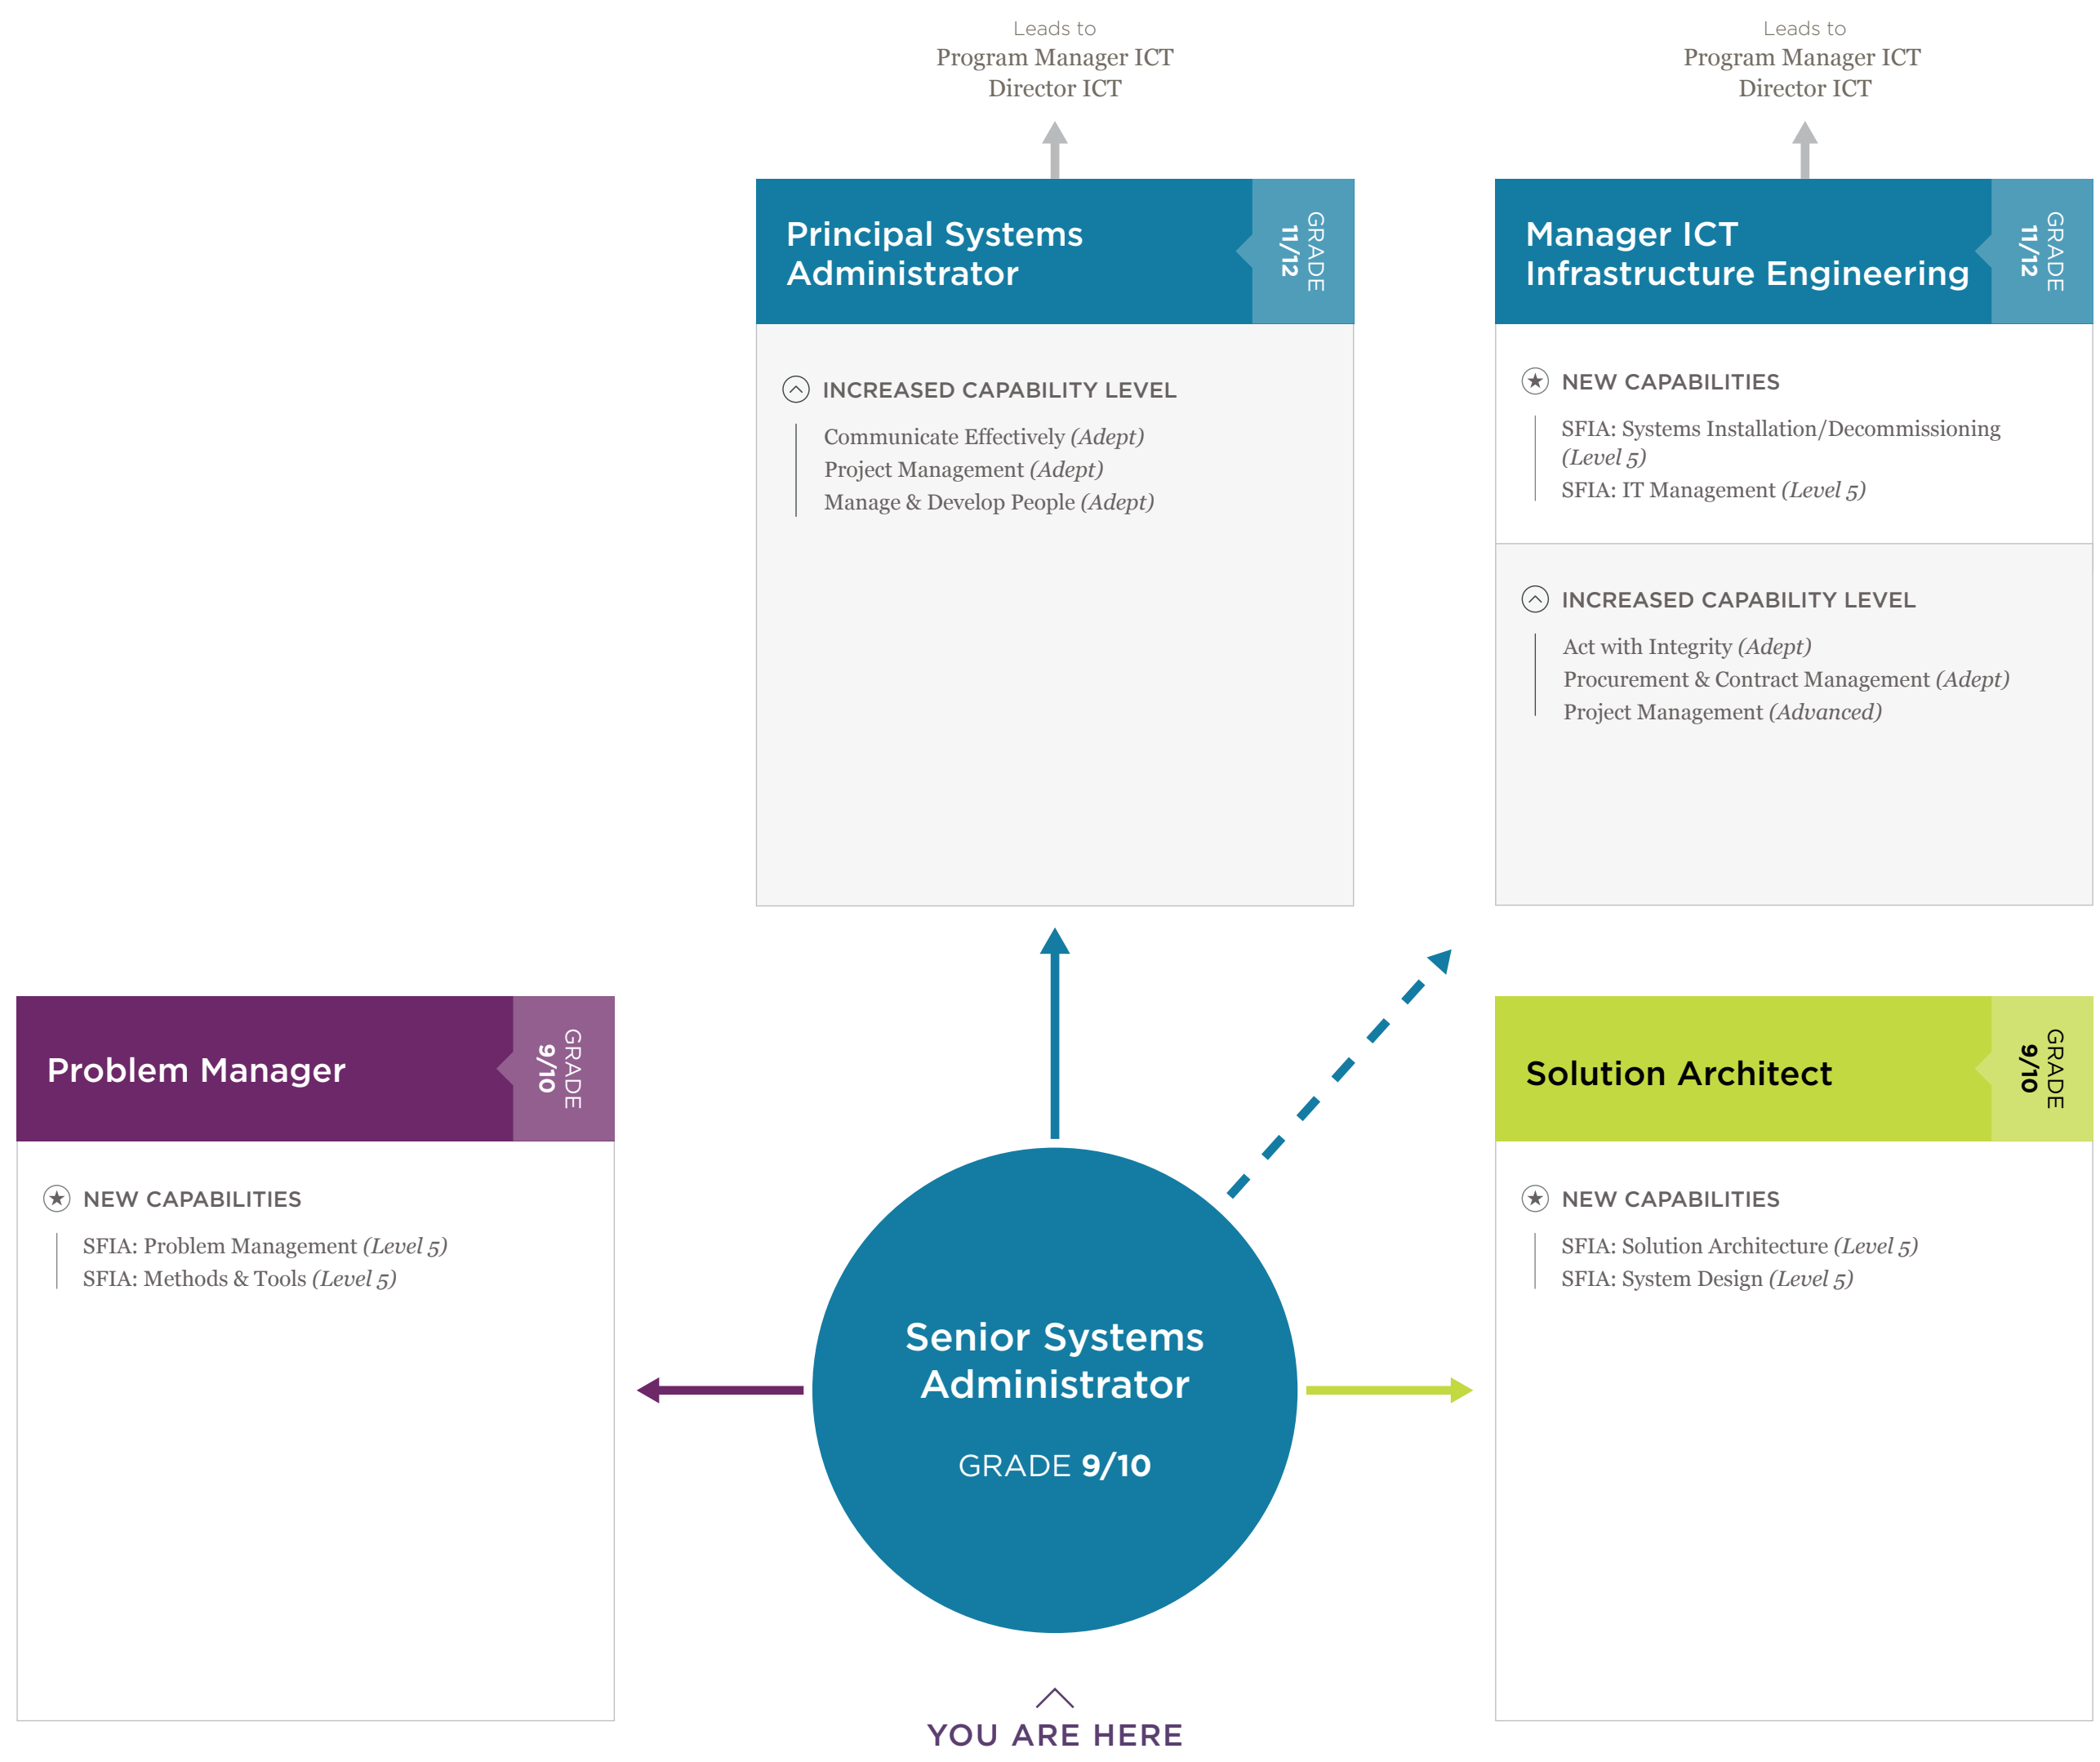 Leads to
Program Manager ICT
Director ICT
Leads to
Program Manager ICT
Director ICT
Principal Systems
Administrator
GRADE
11/12
INCREASED CAPABILITY LEVEL
Communicate Effectively (Adept)
Project Management (Adept)
Manage & Develop People (Adept)
Manager ICT
Infrastructure Engineering
GRADE
11/12
NEW CAPABILITIES
SFIA: Systems Installation/Decommissioning
(Level 5)
SFIA: IT Management (Level 5)
INCREASED CAPABILITY LEVEL
Act with Integrity (Adept)
Procurement & Contract Management (Adept)
Project Management (Advanced)
Problem Manager
GRADE
9/10
NEW CAPABILITIES
SFIA: Problem Management (Level 5)
SFIA: Methods & Tools (Level 5)
Senior Systems
Administrator
GRADE 9/10
YOU ARE HERE
Solution Architect
GRADE
9/10
NEW CAPABILITIES
SFIA: Solution Architecture (Level 5)
SFIA: System Design (Level 5)